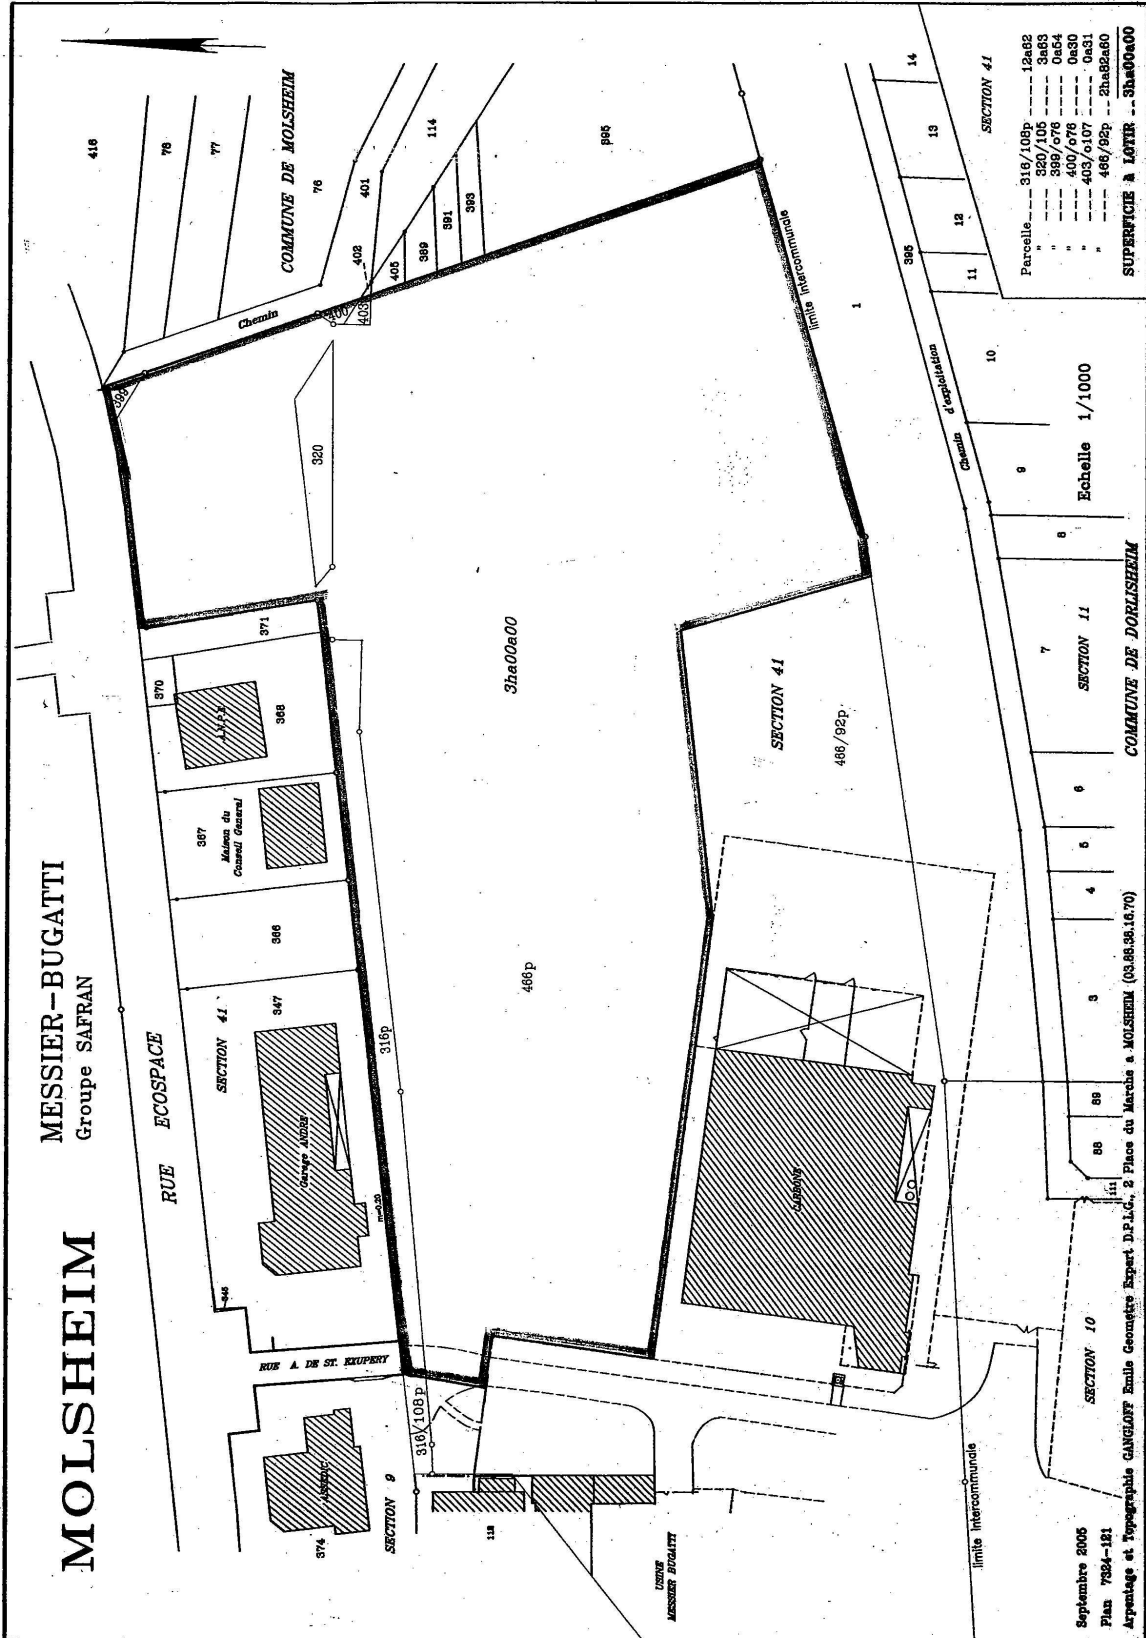 MOLSHEIM
MESSIER-BUGATTI
Groupe SAFRAN
RUE ECOSPACE
SECTION 41
RUE A. DE ST. EXUPERY
374
ASSEDIC
SECTION 9
346
Garage ANDRE
347
366
367
Maison du
Conseil General
A.N.P.E
368
370
371
399
Chemin
COMMUNE DE MOLSHEIM
416
78
77
76
401
114
402
400
403
405
389
391
393
395
320
316p
316/108p
3ha00a00
466p
SECTION 41
466/92p
CARBONE
112
USINE
MESSIER BUGATTI
limite Intercommunale
limite Intercommunale
1
395
Chemin d'exploitation
SECTION 10
111
88
89
3
4
5
6
7
8
9
10
11
12
13
14
SECTION 11
COMMUNE DE DORLISHEIM
Echelle 1/1000
SECTION 41
Parcelle ---- 316/108p ---- 12a62
" ---- 320/105 ---- 3a63
" ---- 399/o76 ---- 0a54
" ---- 400/o76 ---- 0a30
" ---- 403/o107 ---- 0a31
" ---- 466/92p -- 2ha82a60
SUPERFICIE A LOTIR -- 3ha00a00
Septembre 2005
Plan 7324-121
Arpentage et Topographie GANGLOFF Emile Geometre Expert D.P.L.G., 2 Place du Marche a MOLSHEIM (03.88.38.16.70)